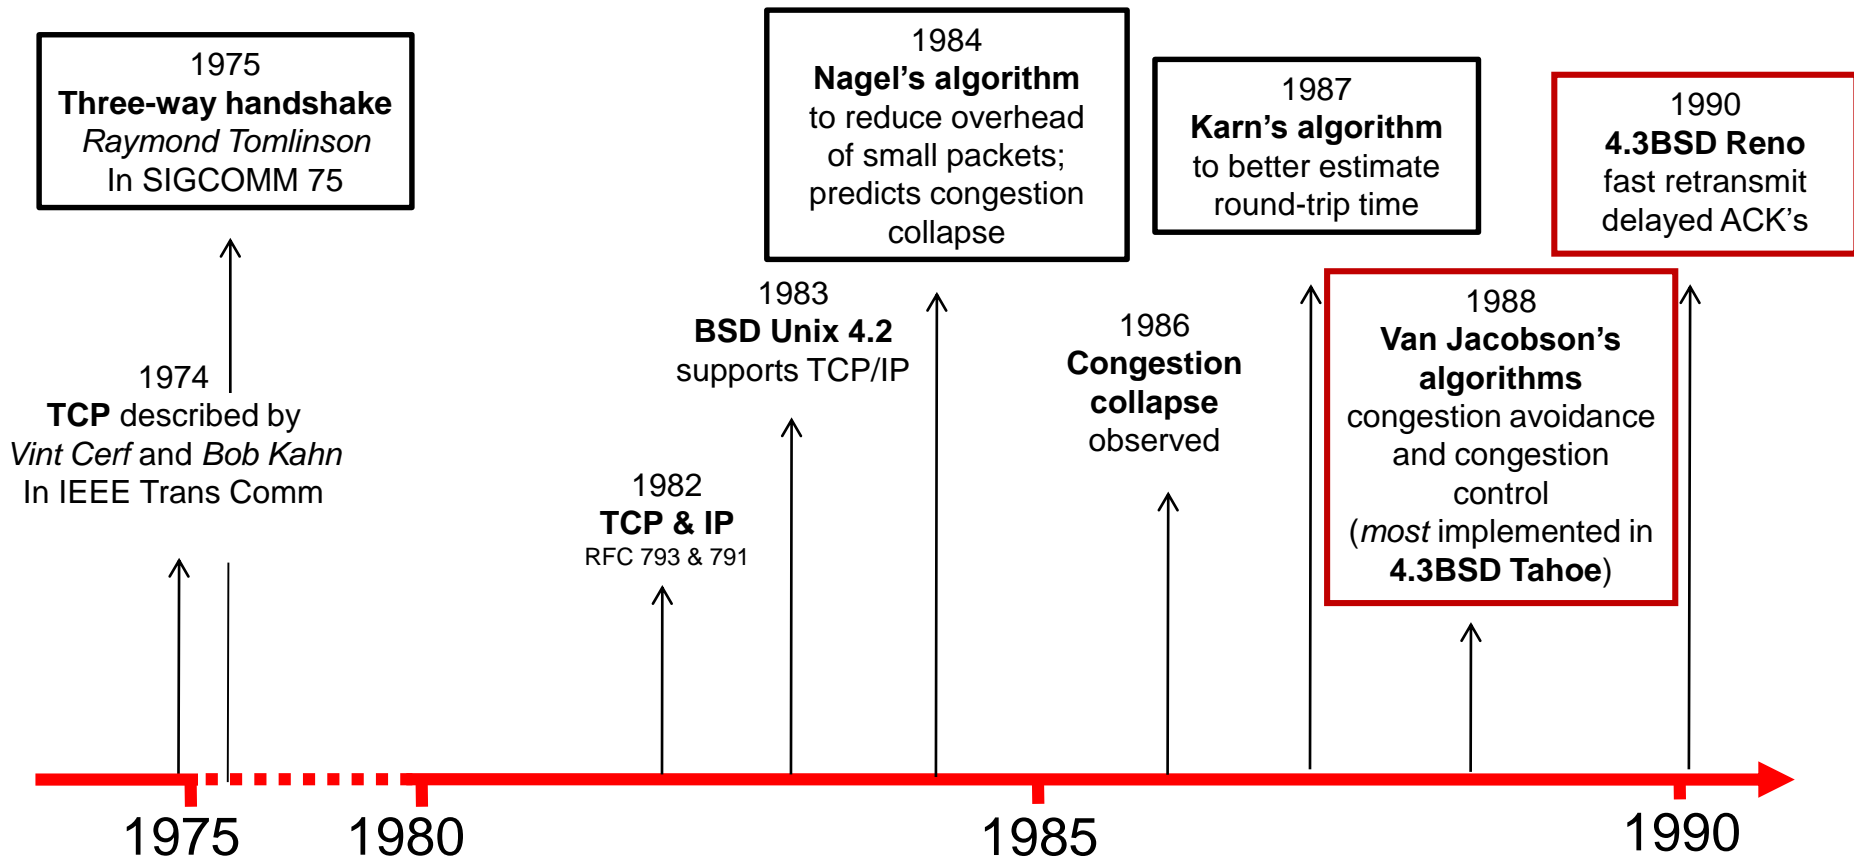 1975
Three-way handshake
Raymond Tomlinson
In SIGCOMM 75
1974
TCP described by
Vint Cerf and Bob Kahn
In IEEE Trans Comm
1982
TCP & IP
RFC 793 & 791
1983
BSD Unix 4.2
supports TCP/IP
1984
Nagel’s algorithm
to reduce overhead
of small packets;
predicts congestion
collapse
1986
Congestion
collapse
observed
1987
Karn’s algorithm
to better estimate
round-trip time
1988
Van Jacobson’s
algorithms
congestion avoidance
and congestion
control
(most implemented in
4.3BSD Tahoe)
1990
4.3BSD Reno
fast retransmit
delayed ACK’s
1975
1980
1985
1990